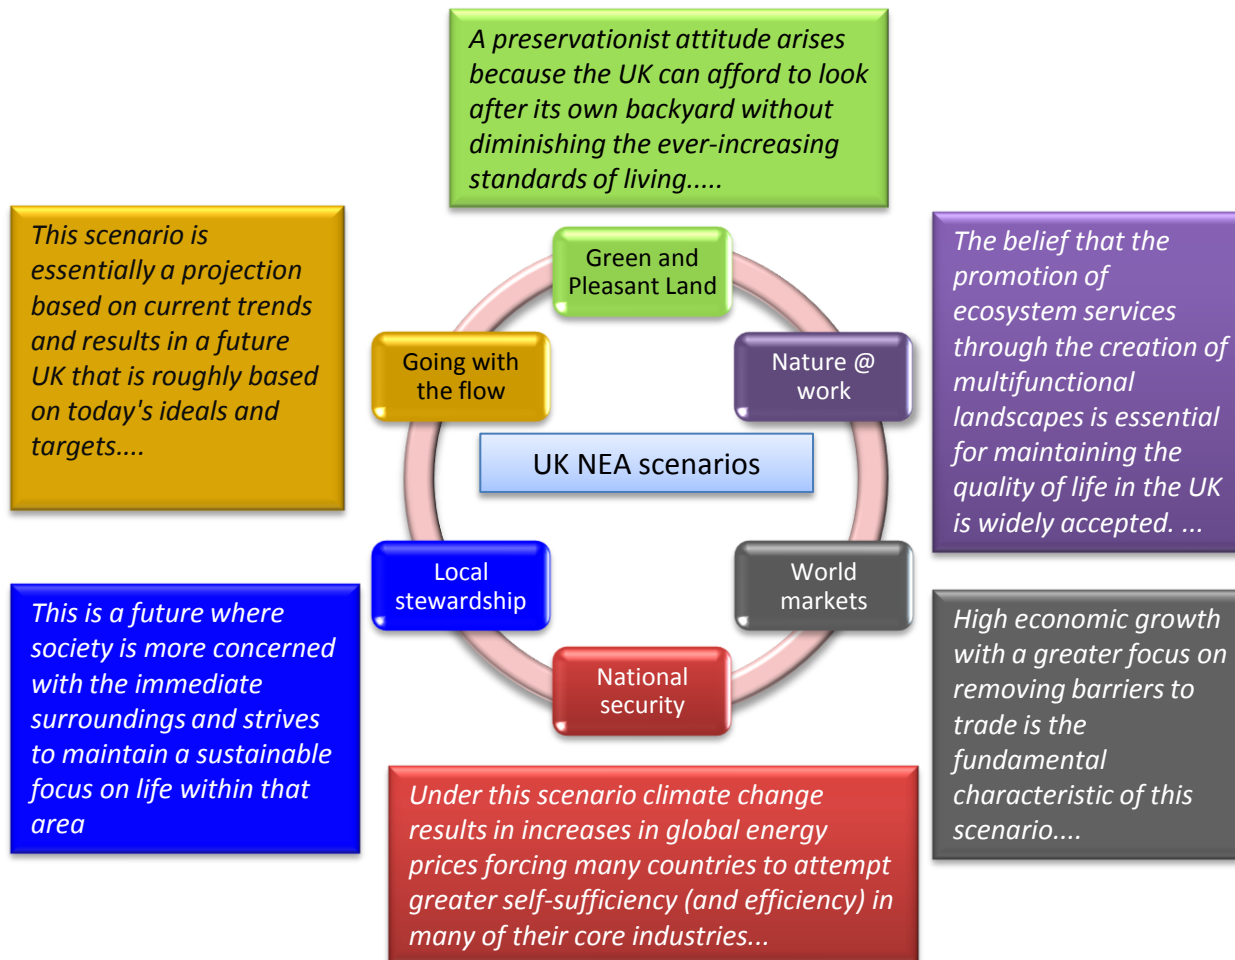 A preservationist attitude arises
because the UK can afford to look
after its own backyard without
diminishing the ever-increasing
standards of living.....
This scenario is
essentially a projection
based on current trends
and results in a future
UK that is roughly based
on today's ideals and
targets....
The belief that the
promotion of
ecosystem services
through the creation of
multifunctional
landscapes is essential
for maintaining the
quality of life in the UK
is widely accepted. ...
Green and
Pleasant Land
Going with
the flow
Nature @
work
UK NEA scenarios
Local
stewardship
World
markets
National
security
This is a future where
society is more concerned
with the immediate
surroundings and strives
to maintain a sustainable
focus on life within that
area
High economic growth
with a greater focus on
removing barriers to
trade is the
fundamental
characteristic of this
scenario....
Under this scenario climate change
results in increases in global energy
prices forcing many countries to attempt
greater self-sufficiency (and efficiency) in
many of their core industries...